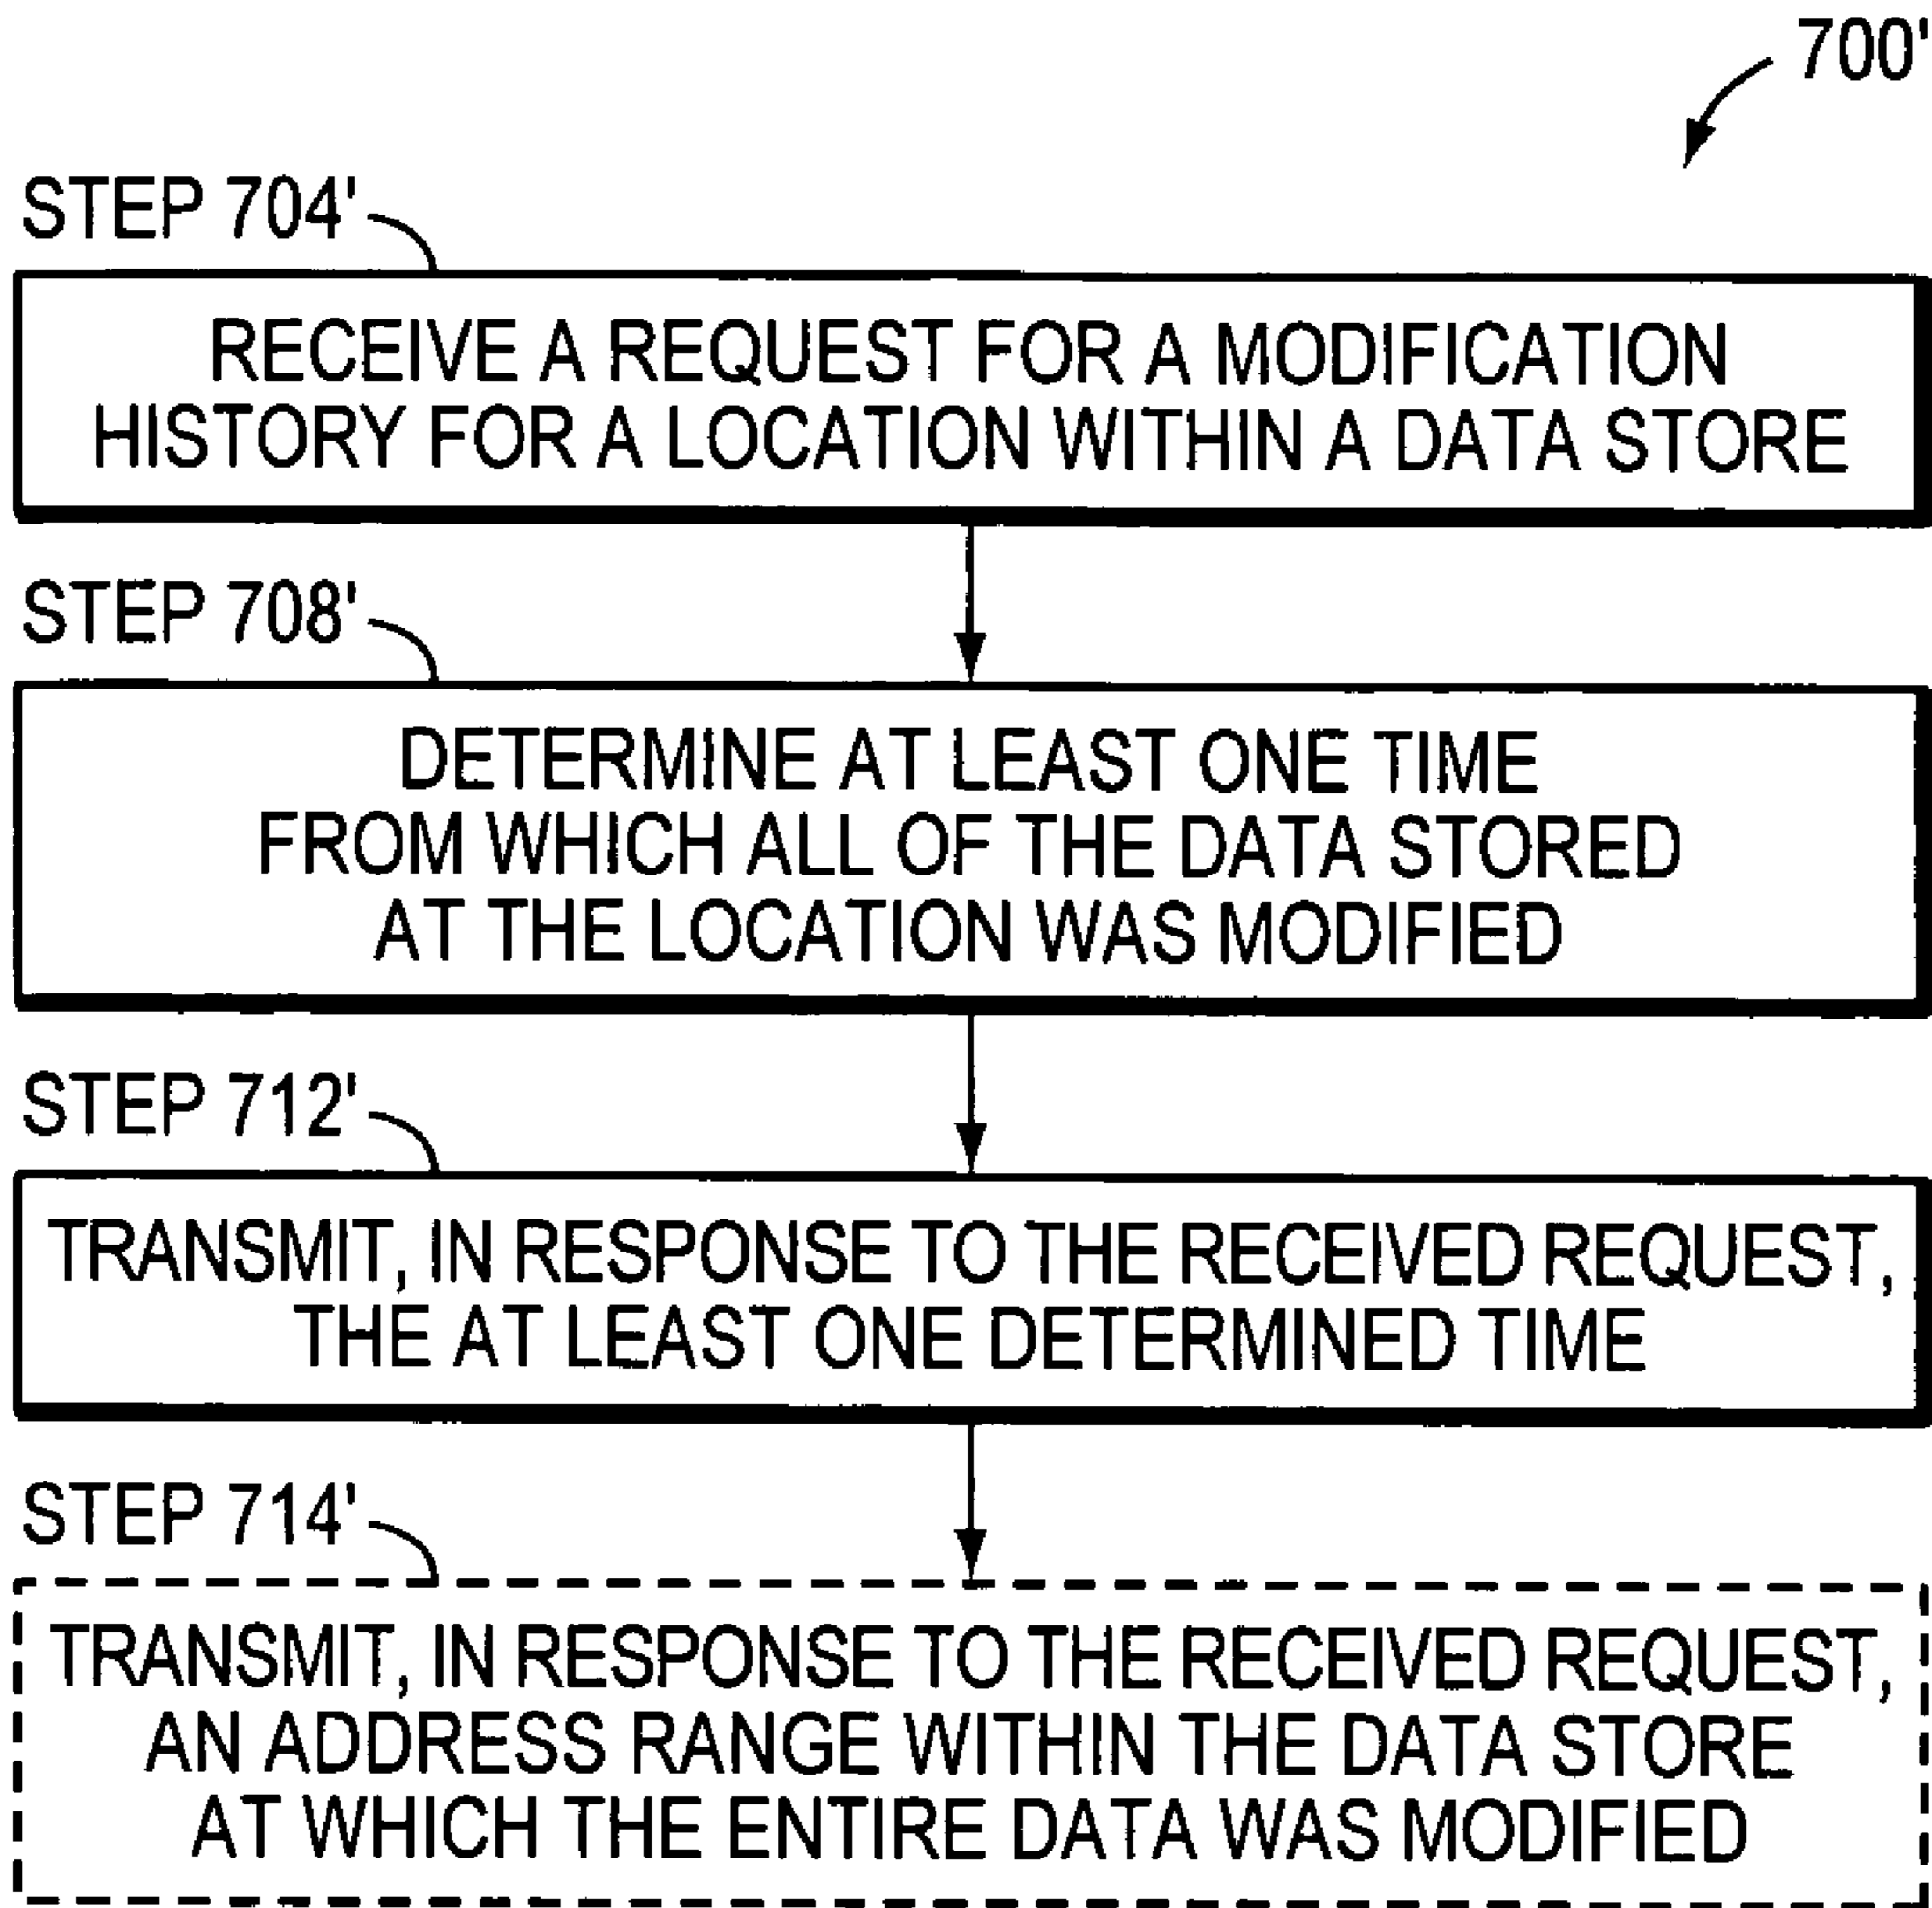 700'
STEP 704'
RECEIVE A REQUEST FOR A MODIFICATION
HISTORY FOR A LOCATION WITHIN A DATA STORE
STEP 708'
DETERMINE AT LEAST ONE TIME
FROM WHICH ALL OF THE DATA STORED
AT THE LOCATION WAS MODIFIED
STEP 712'
TRANSMIT, IN RESPONSE TO THE RECEIVED REQUEST,
THE AT LEAST ONE DETERMINED TIME
STEP 714'
TRANSMIT, IN RESPONSE TO THE RECEIVED REQUEST,
AN ADDRESS RANGE WITHIN THE DATA STORE
AT WHICH THE ENTIRE DATA WAS MODIFIED